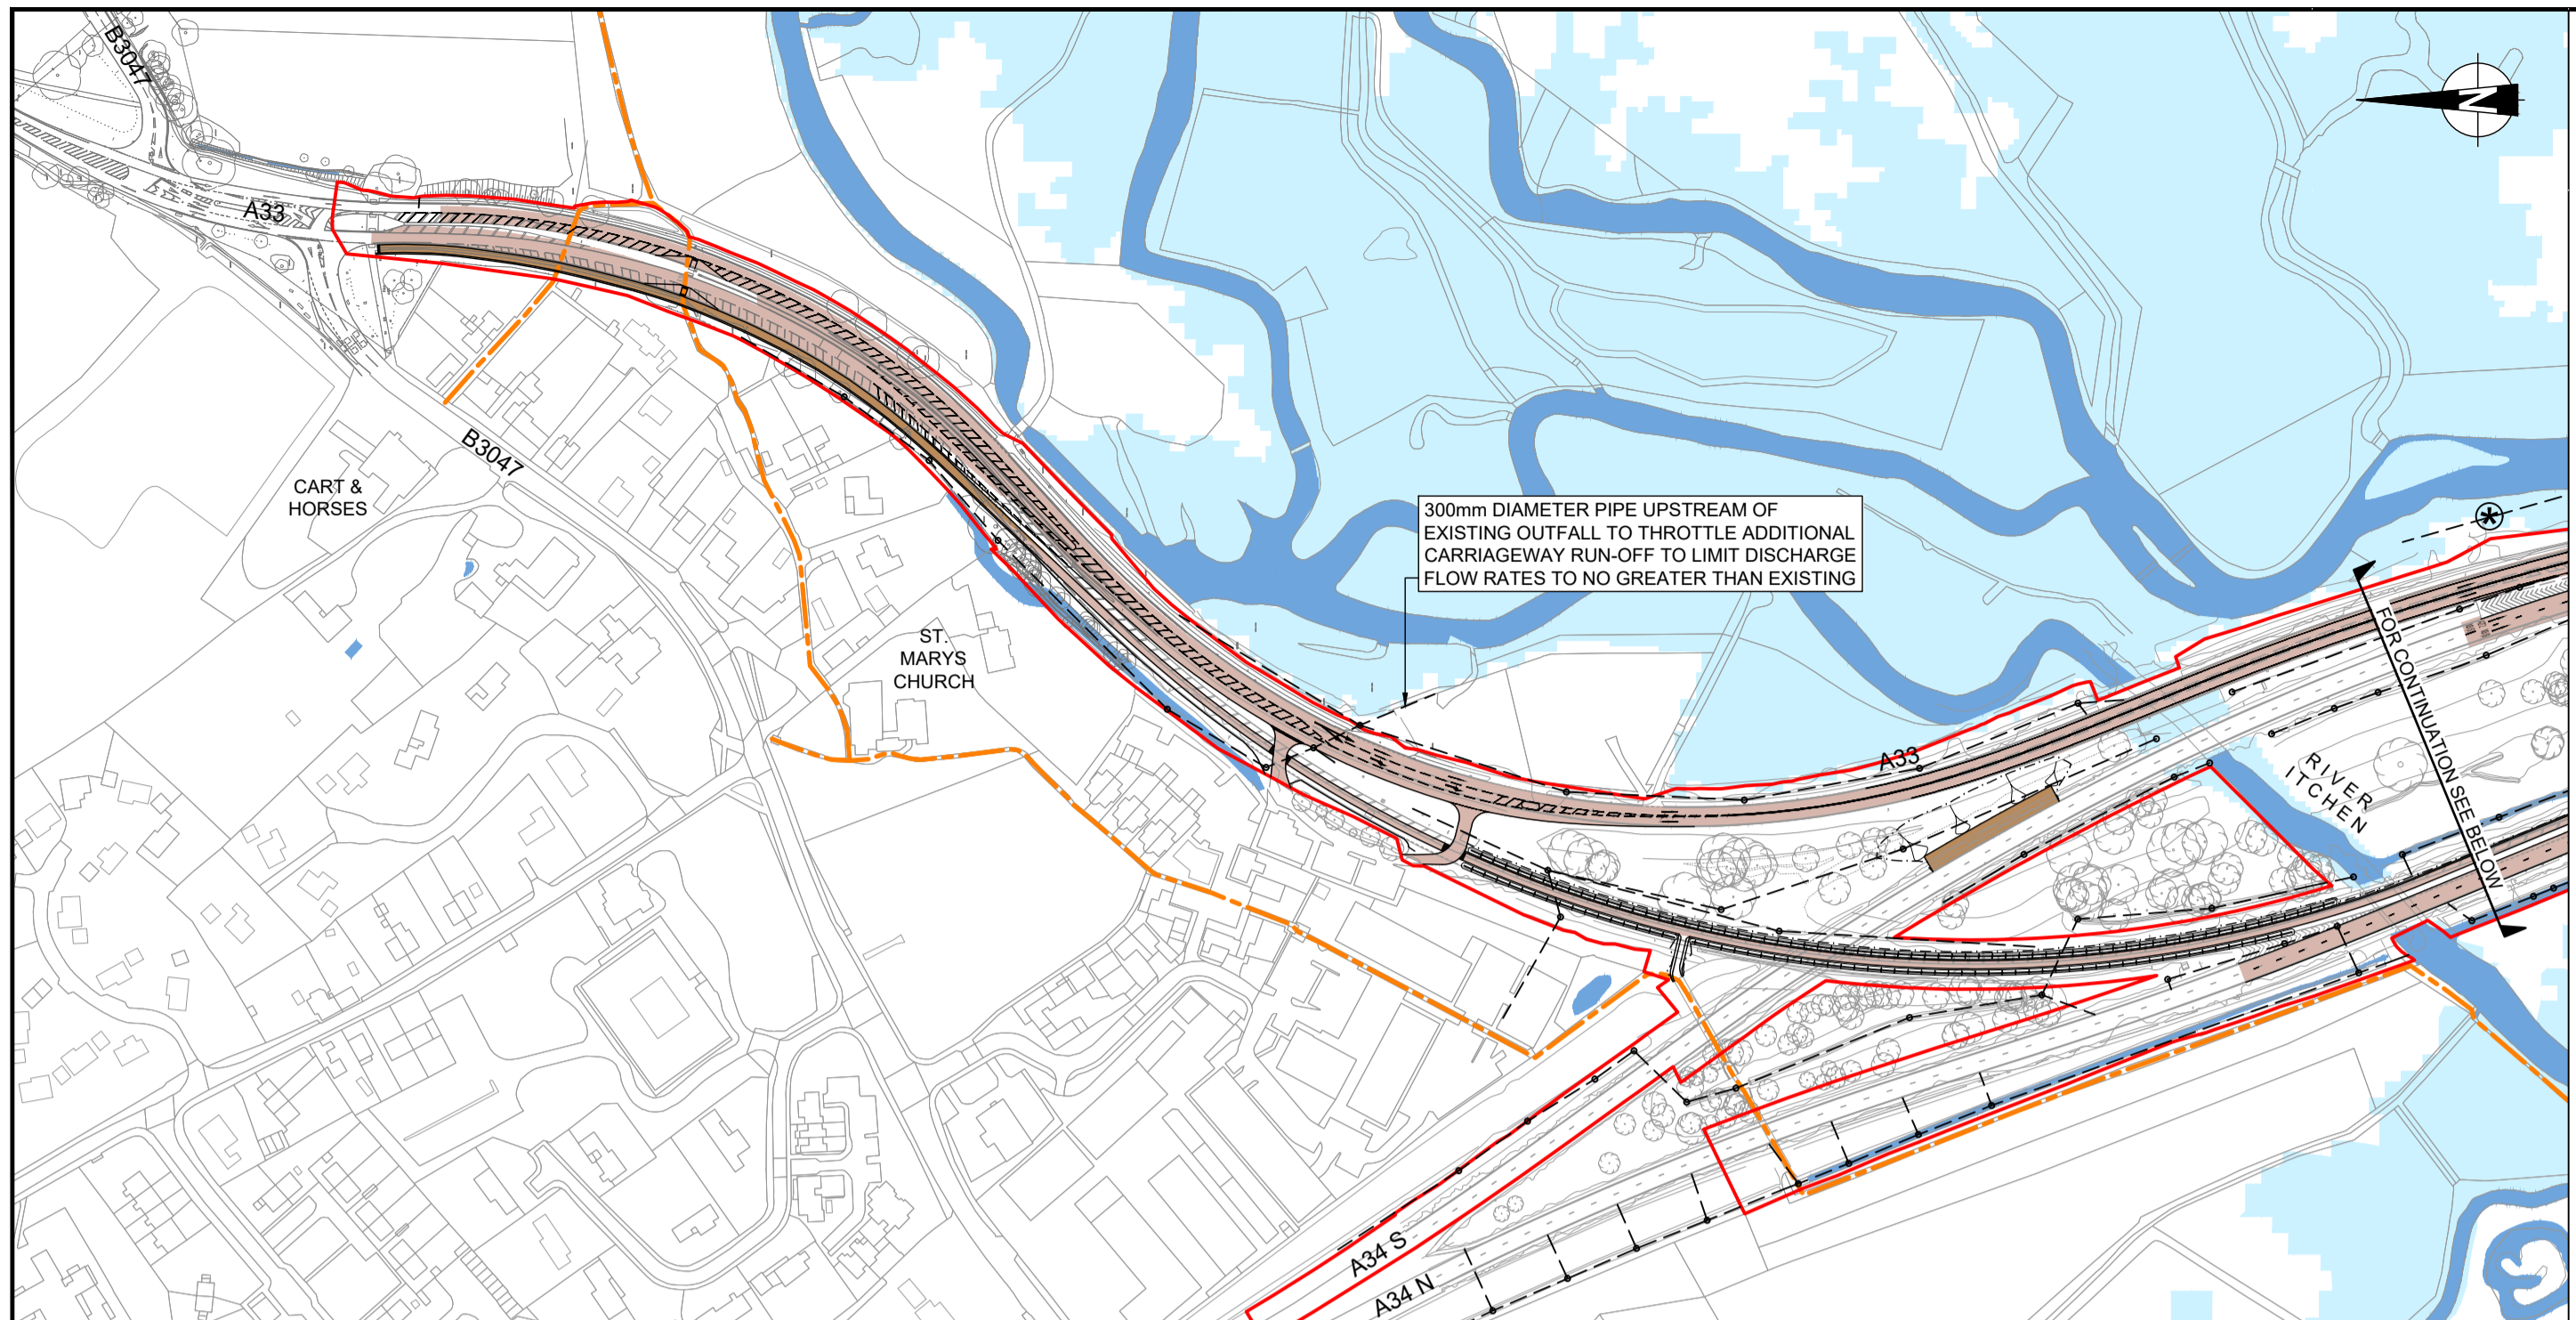 B3047
N
A33
B3047
CART &
HORSES
300mm DIAMETER PIPE UPSTREAM OF
EXISTING OUTFALL TO THROTTLE ADDITIONAL
CARRIAGEWAY RUN-OFF TO LIMIT DISCHARGE
FLOW RATES TO NO GREATER THAN EXISTING
*
ST.
MARYS
CHURCH
FOR CONTINUATION SEE BELOW
A33
RIVER
ITCHEN
A34 S
A34 N